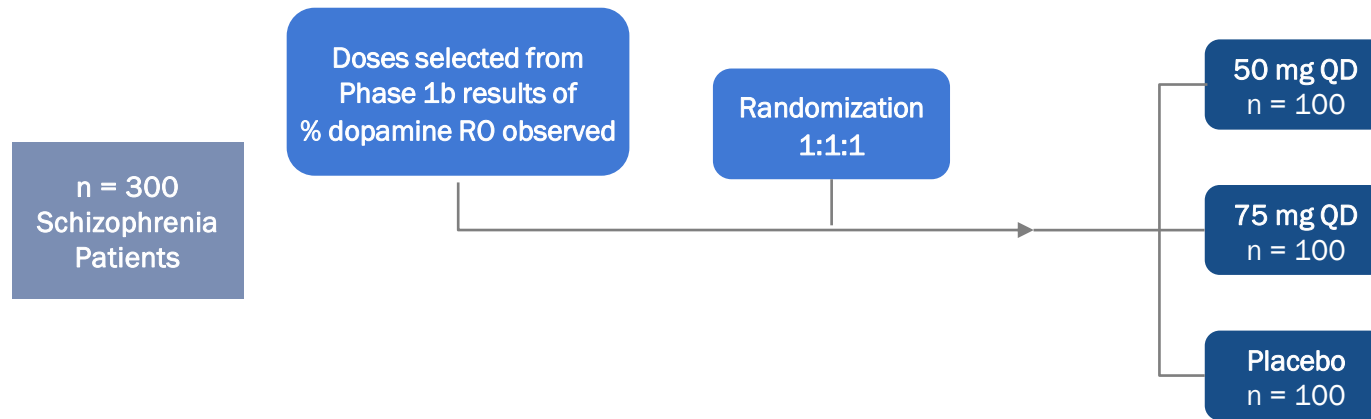 n = 300
Schizophrenia
Patients
Doses selected from
Phase 1b results of
% dopamine RO observed
Randomization
1:1:1
50 mg QD
n = 100
75 mg QD
n = 100
Placebo
n = 100